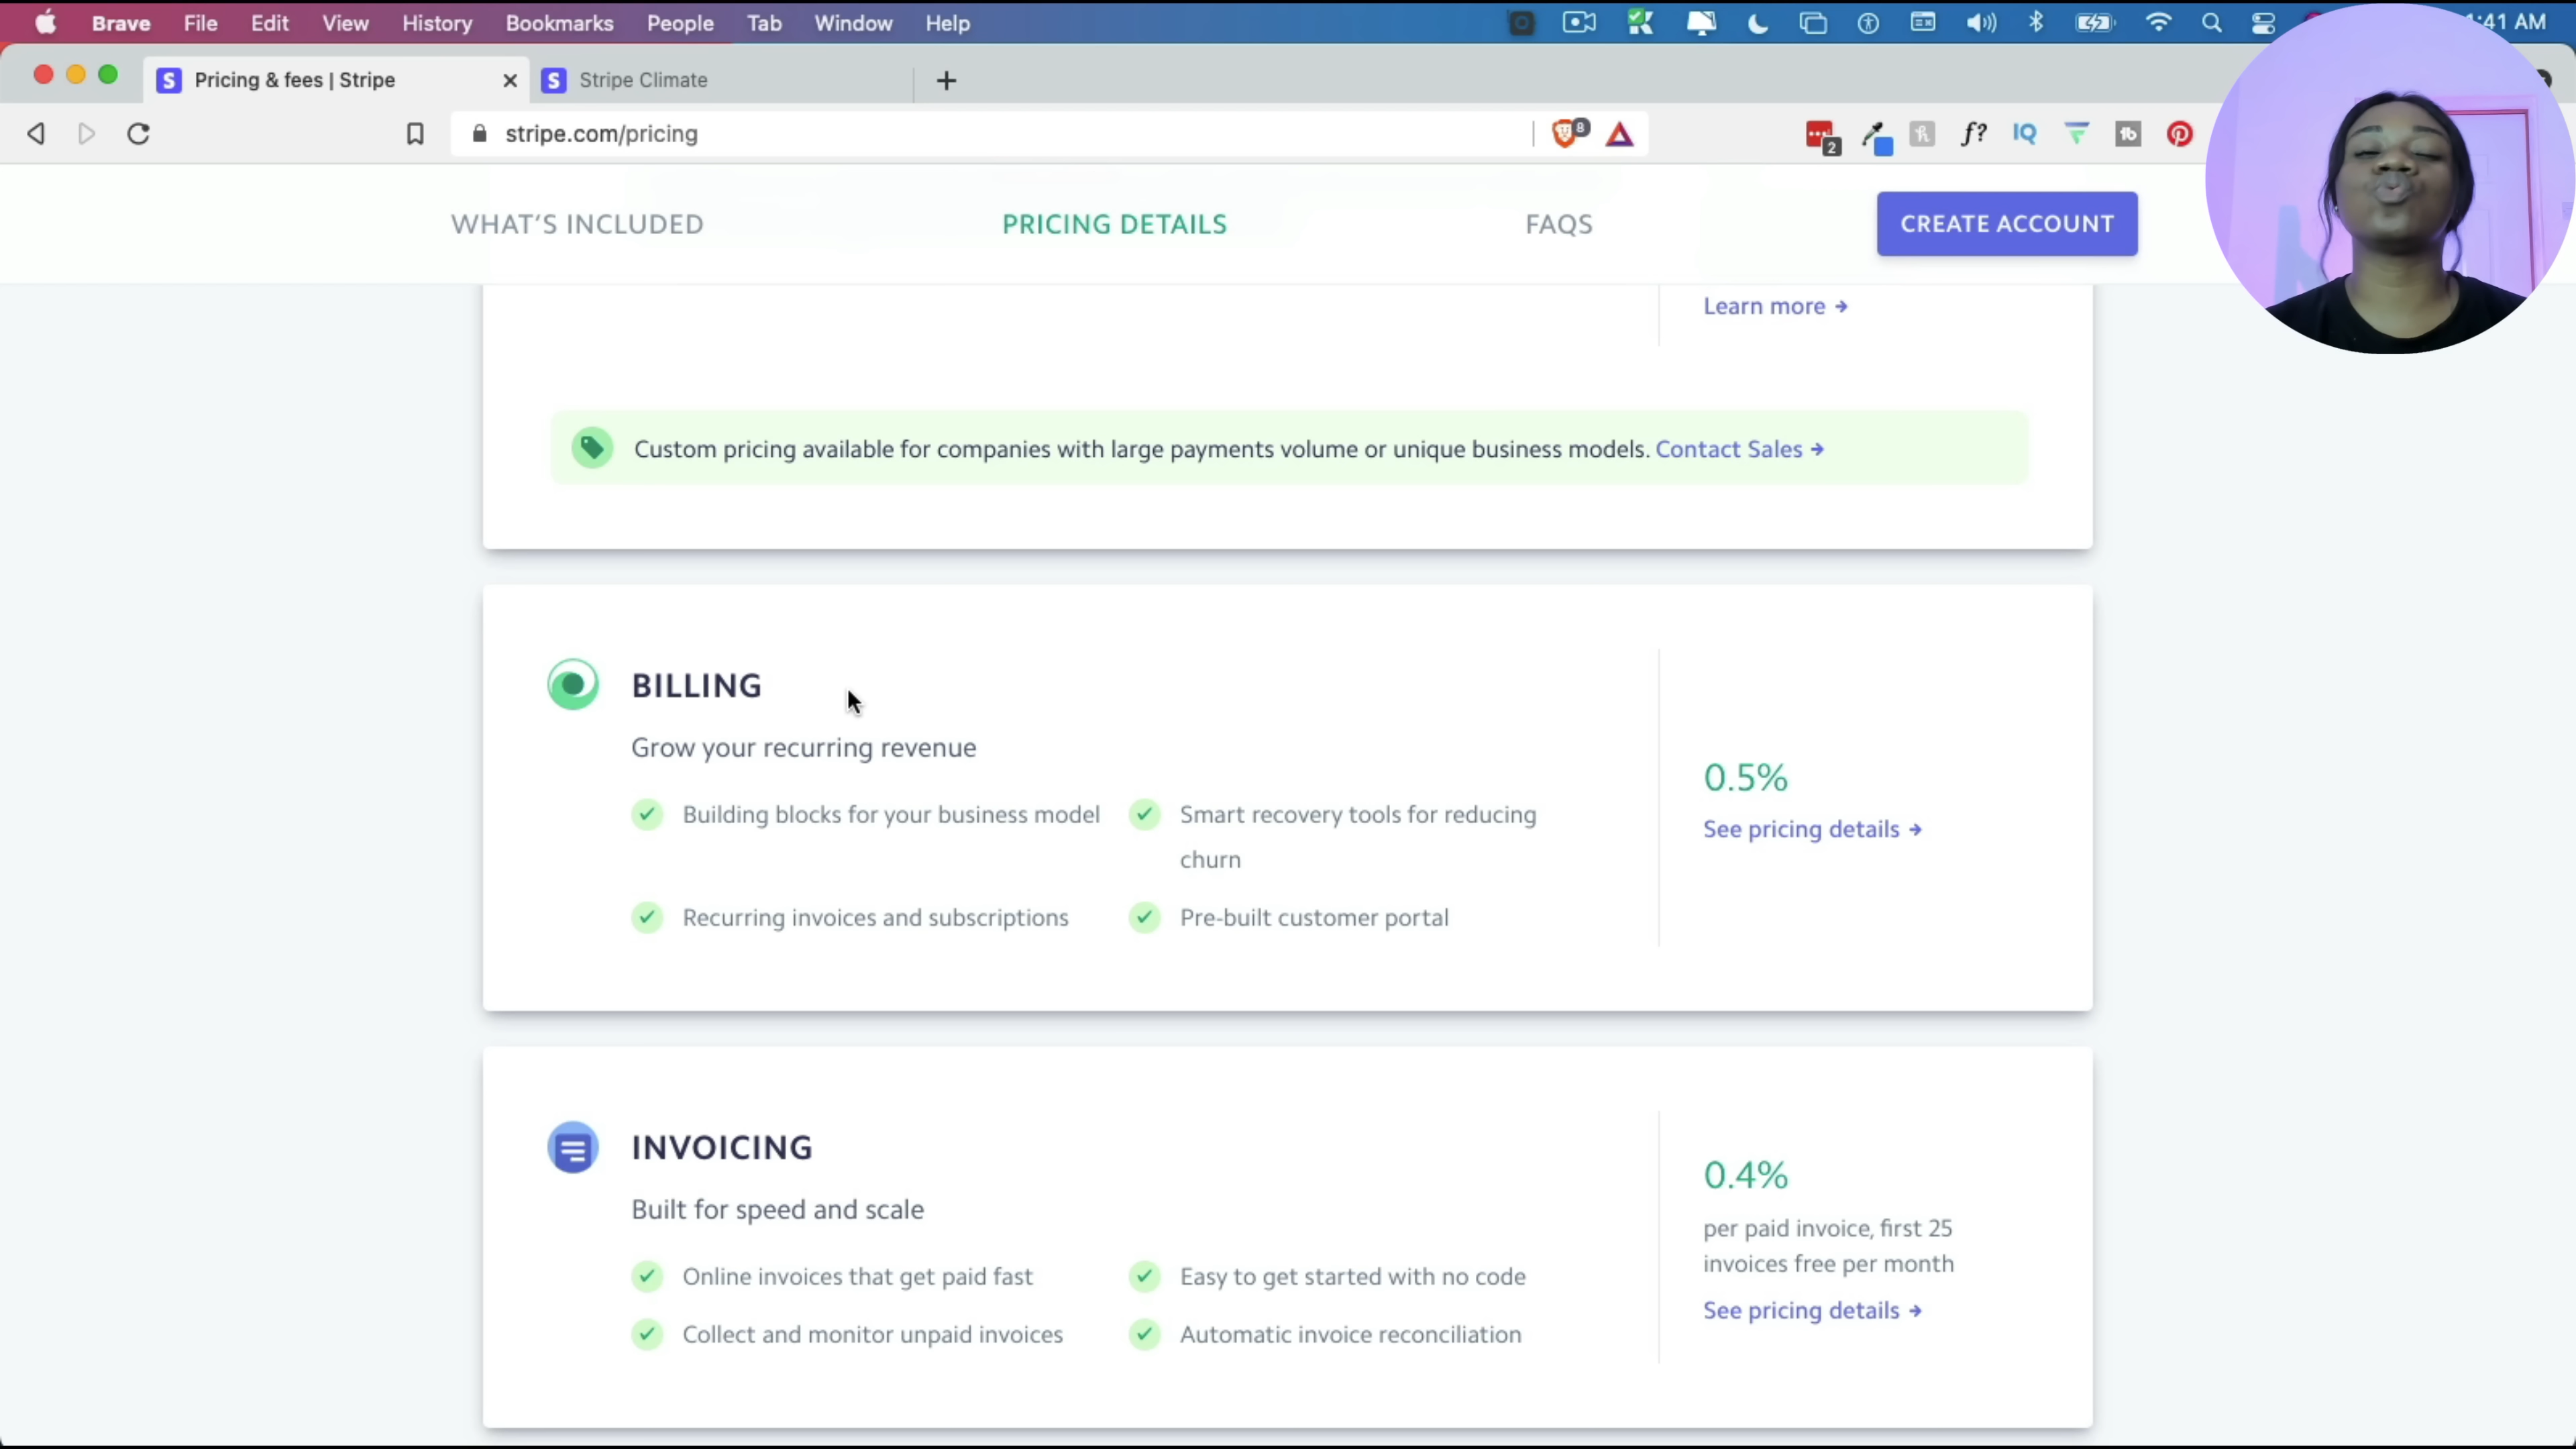 Brave File Edit View History Bookmarks People Tab Window Help
:41 AM
Pricing & fees | Stripe
Stripe Climate
stripe.com/pricing
8
2
f?
IQ
WHAT'S INCLUDED
PRICING DETAILS
FAQS
CREATE ACCOUNT
Learn more →
Custom pricing available for companies with large payments volume or unique business models. Contact Sales →
BILLING
Grow your recurring revenue
Building blocks for your business model
Smart recovery tools for reducing
churn
Recurring invoices and subscriptions
Pre-built customer portal
0.5%
See pricing details →
INVOICING
Built for speed and scale
Online invoices that get paid fast
Easy to get started with no code
Collect and monitor unpaid invoices
Automatic invoice reconciliation
0.4%
per paid invoice, first 25
invoices free per month
See pricing details →